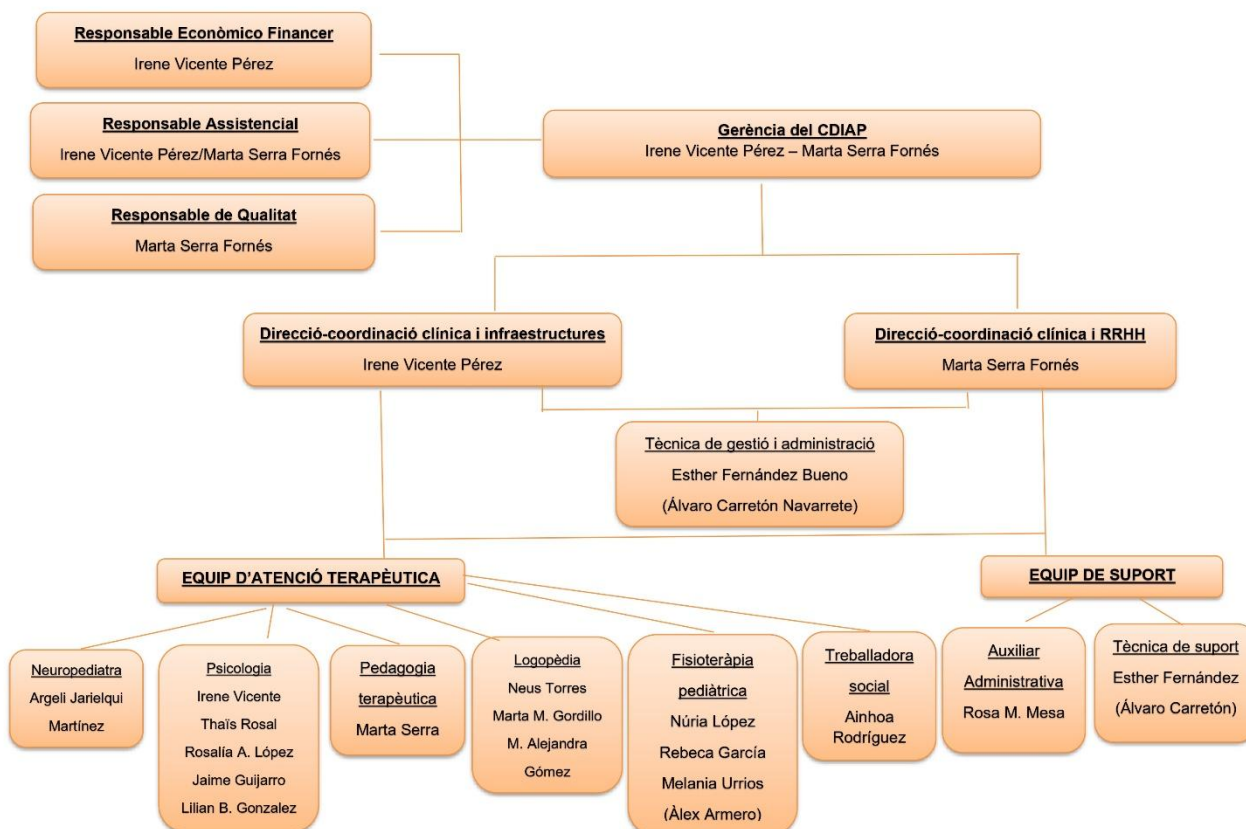 Responsable Econòmico Financer
Irene Vicente Pérez
Responsable Assistencial
Irene Vicente Pérez/Marta Serra Fornés
Responsable de Qualitat
Marta Serra Fornés
Gerència del CDIAP
Irene Vicente Pérez – Marta Serra Fornés
Direcció-coordinació clínica i infraestructures
Irene Vicente Pérez
Direcció-coordinació clínica i RRHH
Marta Serra Fornés
Tècnica de gestió i administració
Esther Fernández Bueno
(Álvaro Carretón Navarrete)
EQUIP D’ATENCIÓ TERAPÈUTICA
EQUIP DE SUPORT
Neuropediatra
Argeli Jarielqui
Martínez
Psicologia
Irene Vicente
Thaïs Rosal
Rosalía A. López
Jaime Guijarro
Lilian B. Gonzalez
Pedagogia
terapèutica
Marta Serra
Logopèdia
Neus Torres
Marta M. Gordillo
M. Alejandra
Gómez
Fisioteràpia
pediàtrica
Núria López
Rebeca García
Melania Urrios
(Àlex Armero)
Treballadora
social
Ainhoa
Rodríguez
Auxiliar
Administrativa
Rosa M. Mesa
Tècnica de suport
Esther Fernández
(Álvaro Carretón)